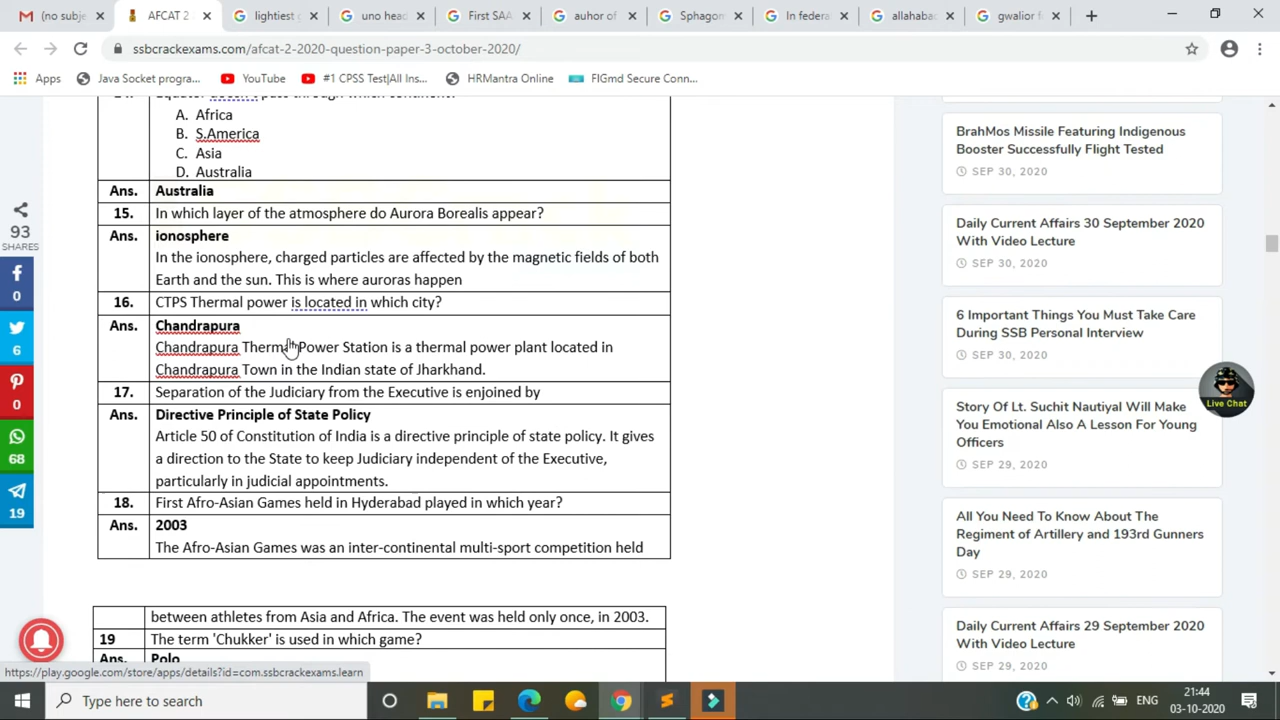 (no subje
AFCAT 2
lightiest g
uno head
First SAA
auhor of
Sphagom
In federa
allahabad
gwalior fo
ssbcrackexams.com/afcat-2-2020-question-paper-3-october-2020/
Apps
Java Socket progra...
YouTube
#1 CPSS Test|All Ins...
HRMantra Online
FIGmd Secure Conn...
A. Africa
B. S.America
C. Asia
D. Australia
Ans. Australia
15. In which layer of the atmosphere do Aurora Borealis appear?
Ans. ionosphere
In the ionosphere, charged particles are affected by the magnetic fields of both
Earth and the sun. This is where auroras happen
16. CTPS Thermal power is located in which city?
Ans. Chandrapura
Chandrapura Thermal Power Station is a thermal power plant located in
Chandrapura Town in the Indian state of Jharkhand.
17. Separation of the Judiciary from the Executive is enjoined by
Ans. Directive Principle of State Policy
Article 50 of Constitution of India is a directive principle of state policy. It gives
a direction to the State to keep Judiciary independent of the Executive,
particularly in judicial appointments.
18. First Afro-Asian Games held in Hyderabad played in which year?
Ans. 2003
The Afro-Asian Games was an inter-continental multi-sport competition held
between athletes from Asia and Africa. The event was held only once, in 2003.
19 The term 'Chukker' is used in which game?
Ans. Polo
93
SHARES
0
6
0
68
19
BrahMos Missile Featuring Indigenous
Booster Successfully Flight Tested
SEP 30, 2020
Daily Current Affairs 30 September 2020
With Video Lecture
SEP 30, 2020
6 Important Things You Must Take Care
During SSB Personal Interview
SEP 30, 2020
Story Of Lt. Suchit Nautiyal Will Make
You Emotional Also A Lesson For Young
Officers
SEP 29, 2020
All You Need To Know About The
Regiment of Artillery and 193rd Gunners
Day
SEP 29, 2020
Daily Current Affairs 29 September 2020
With Video Lecture
SEP 29, 2020
Live Chat
https://play.google.com/store/apps/details?id=com.ssbcrackexams.learn
Type here to search
ENG
21:44
03-10-2020